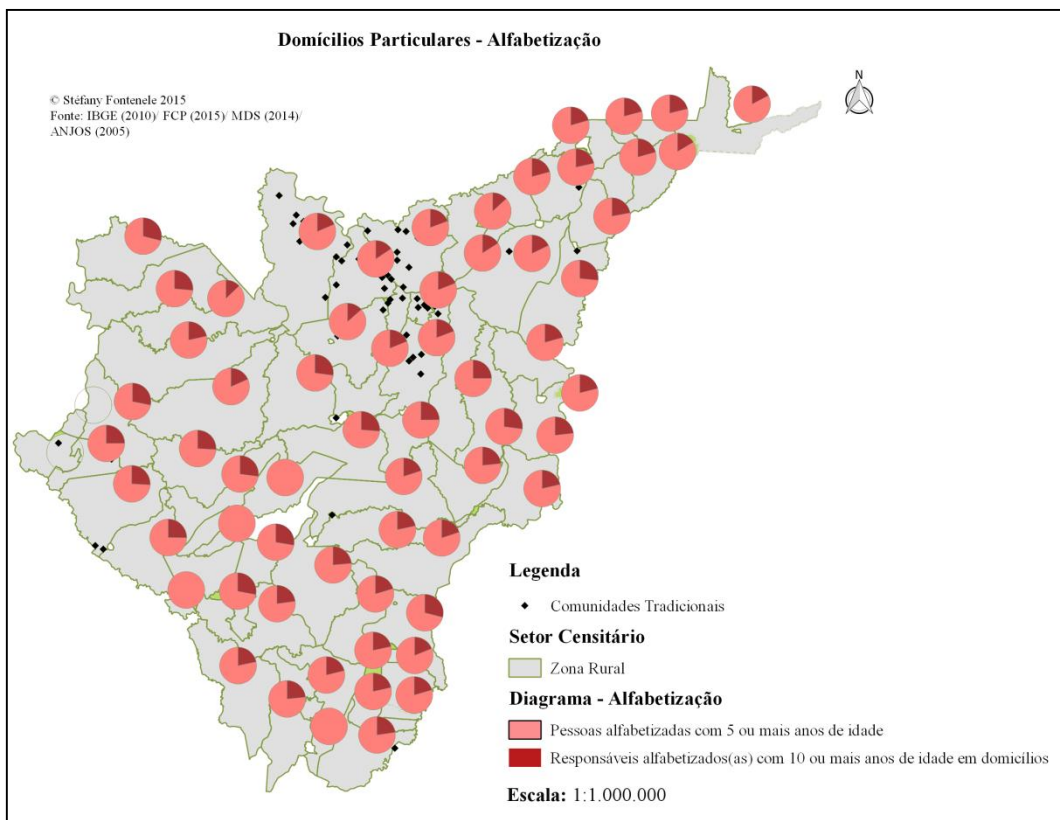 Domícilios Particulares - Alfabetização
© Stéfany Fontenele 2015
Fonte: IBGE (2010)/ FCP (2015)/ MDS (2014)/
ANJOS (2005)
N
Legenda
Comunidades Tradicionais
Setor Censitário
Zona Rural
Diagrama - Alfabetização
Pessoas alfabetizadas com 5 ou mais anos de idade
Responsáveis alfabetizados(as) com 10 ou mais anos de idade em domicílios
Escala: 1:1.000.000